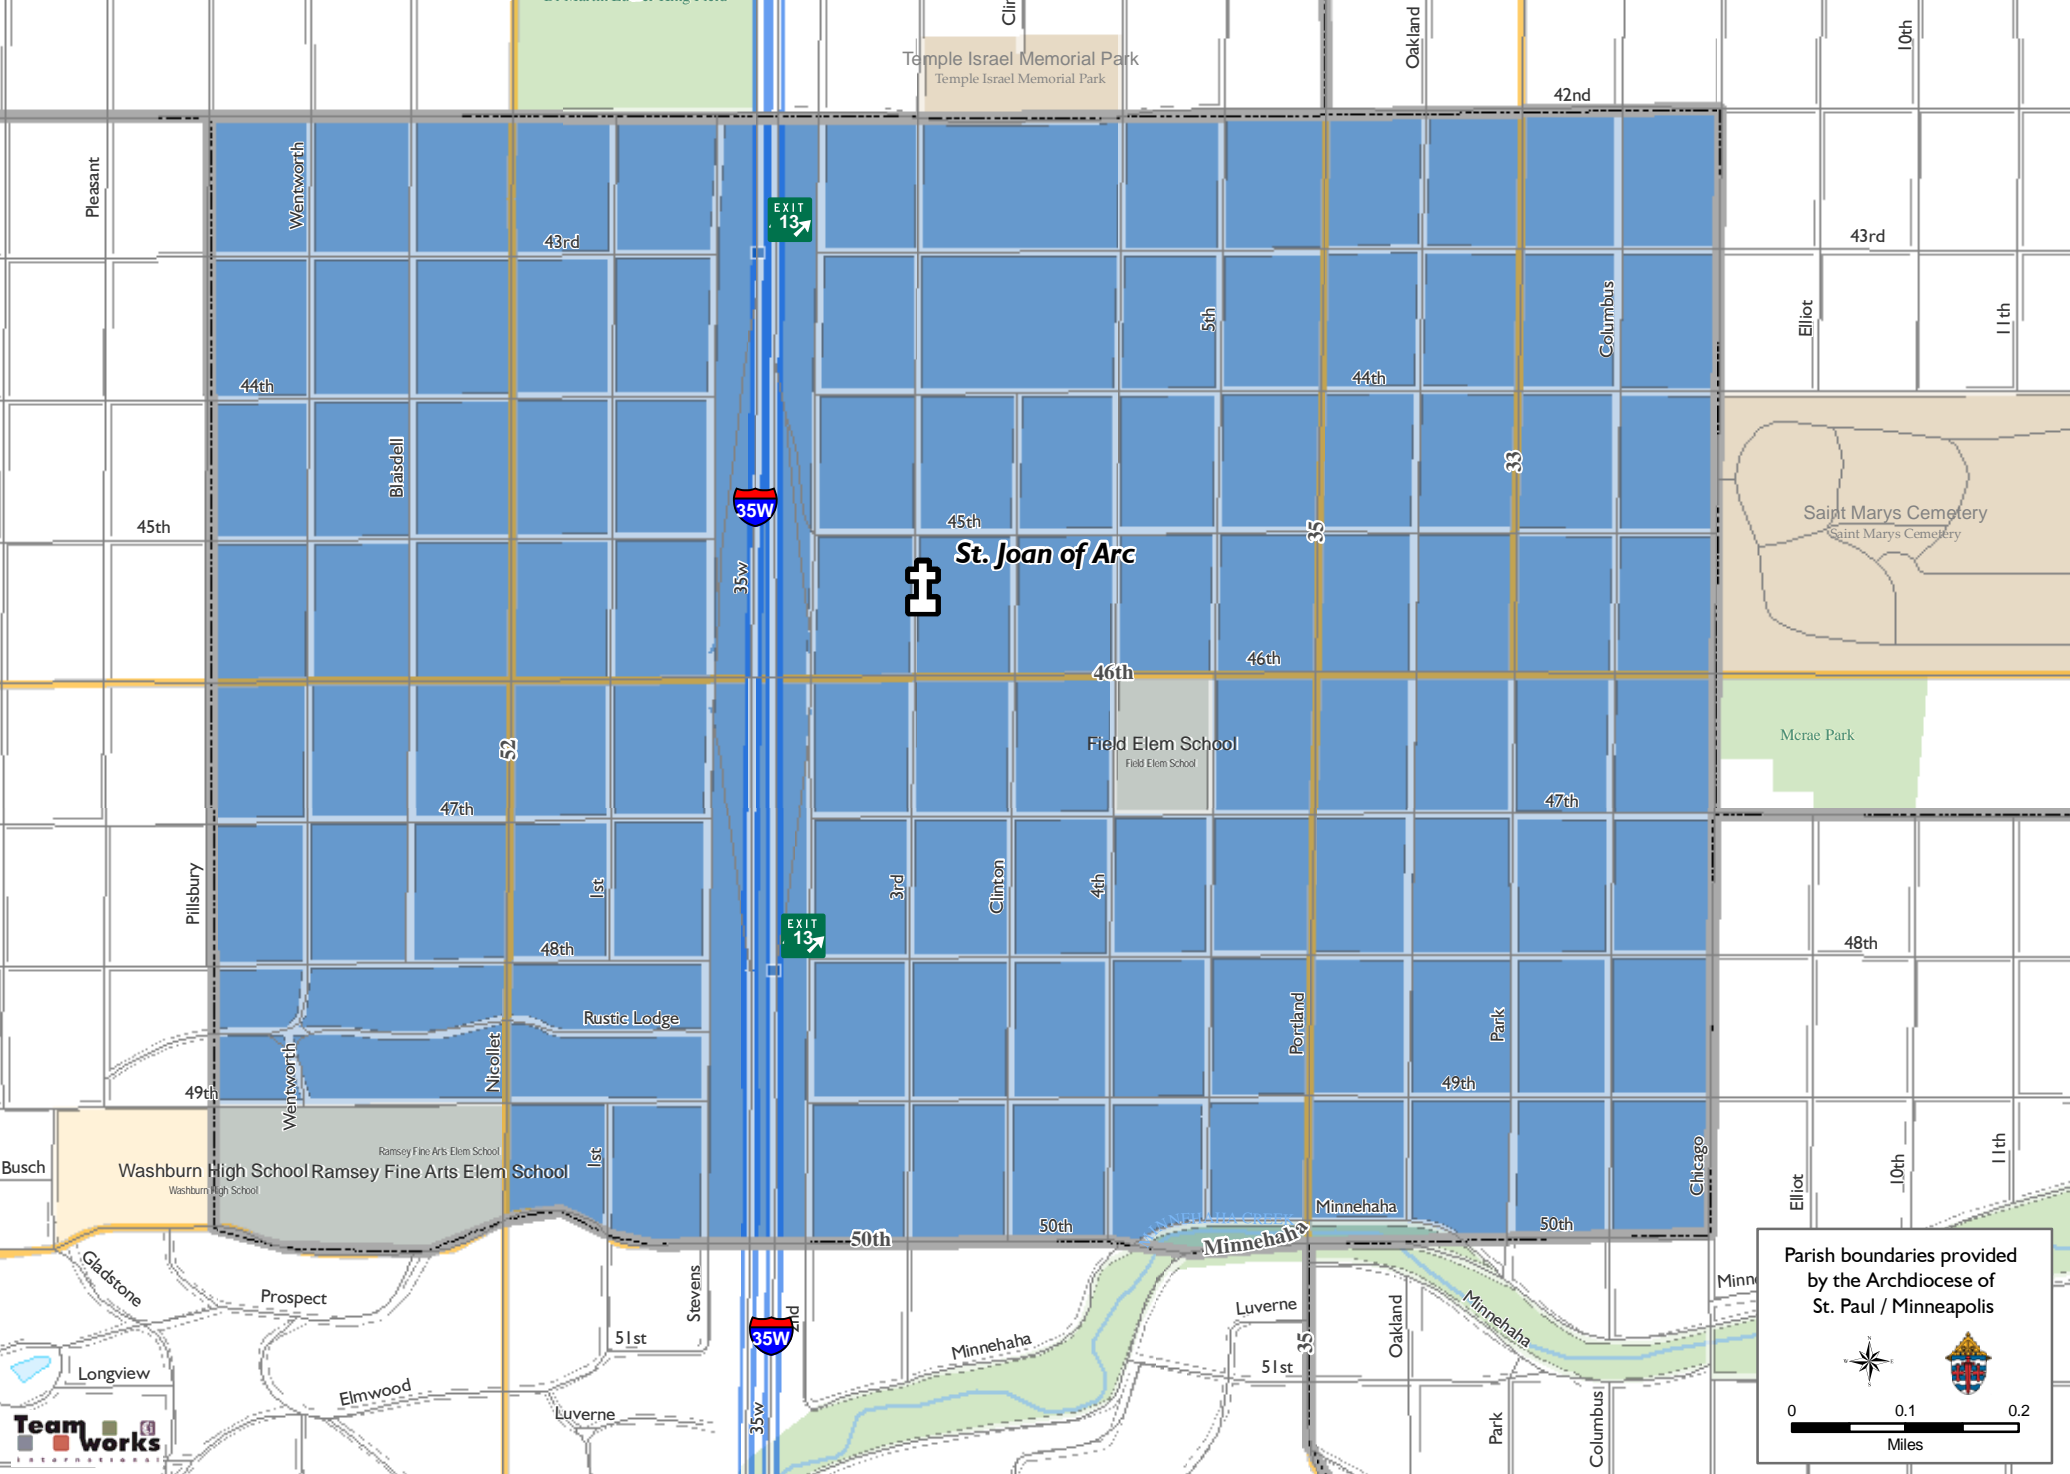 Temple Israel Memorial Park
Temple Israel Memorial Park
Oakland
10th
42nd
Pleasant
Wentworth
EXIT
13
43rd
43rd
5th
Columbus
Elliot
11th
44th
44th
Blaisdell
33
35W
45th
45th
35
Saint Marys Cemetery
Saint Marys Cemetery
St. Joan of Arc
35w
46th
46th
52
Field Elem School
Field Elem School
Mcrae Park
47th
47th
Pillsbury
1st
3rd
Clinton
4th
EXIT
13
48th
48th
Rustic Lodge
Wentworth
Nicollet
Portland
Park
49th
49th
Busch
Washburn High School
Washburn High School
Ramsey Fine Arts Elem School
Ramsey Fine Arts Elem School
1st
Chicago
Elliot
10th
11th
Minnehaha
50th
50th
50th
Minnehaha
Gladstone
Prospect
Stevens
2nd
35W
51st
Minnehaha
Luverne
35
Oakland
Minnehaha
51st
Longview
Elmwood
Luverne
35w
Park
Columbus
Parish boundaries provided
by the Archdiocese of
St. Paul / Minneapolis
0 0.1 0.2
Miles
Team
works
international